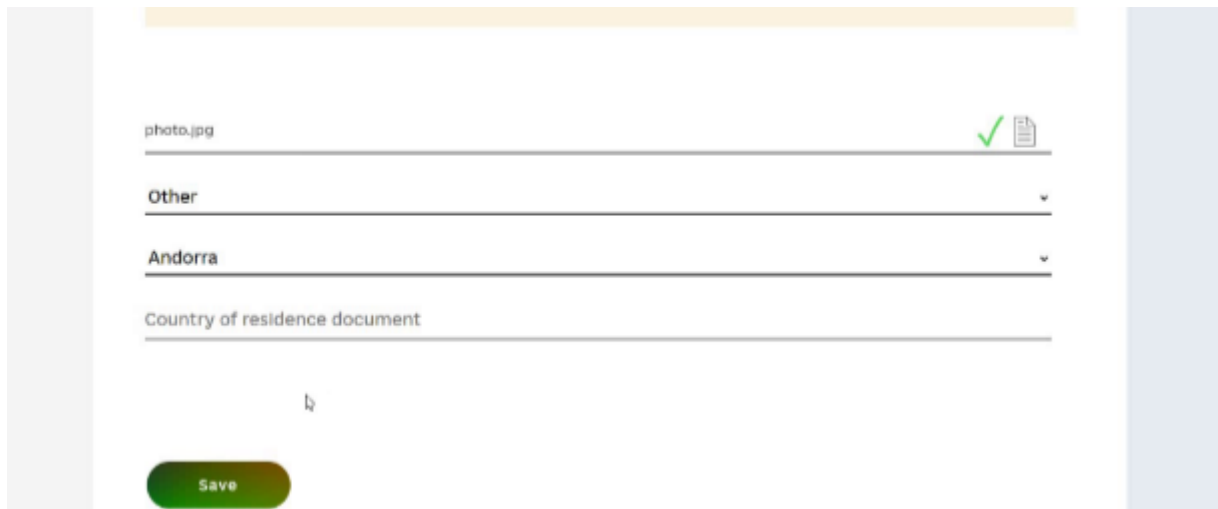 photo.jpg
Other
Andorra
Country of residence document
Save